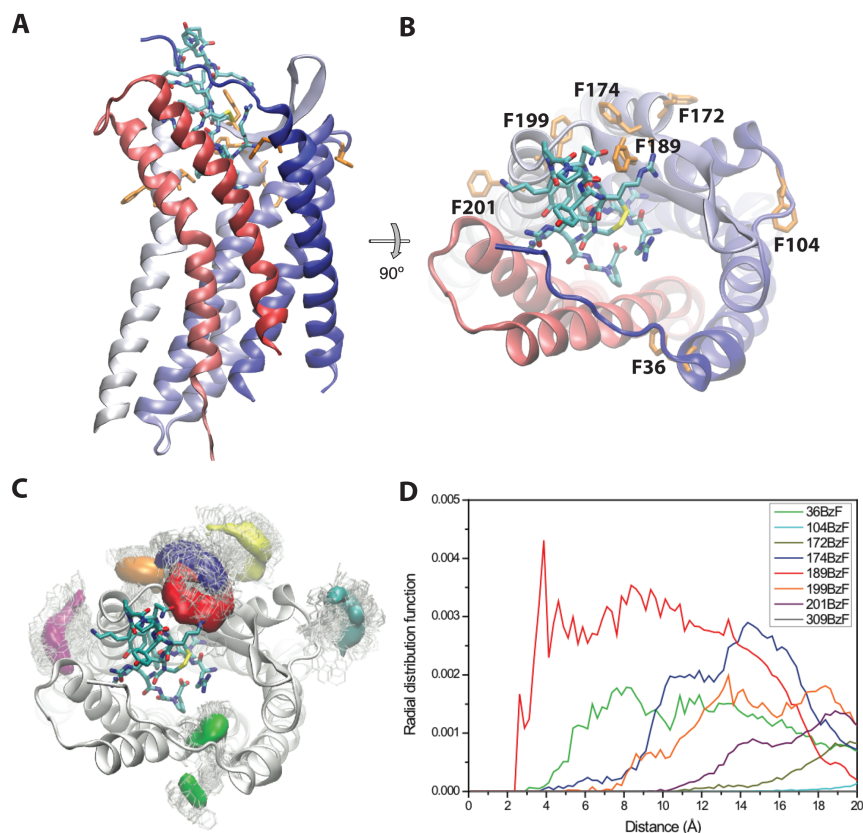 A
B
F174
F172
F199
F189
F201
F104
90º
F36
C
D
Radial distribution function
0.005
0.004
0.003
0.002
0.001
0.000
36BzF
104BzF
172BzF
174BzF
189BzF
199BzF
201BzF
309BzF
0 2 4 6 8 10 12 14 16 18 20
Distance (Å)